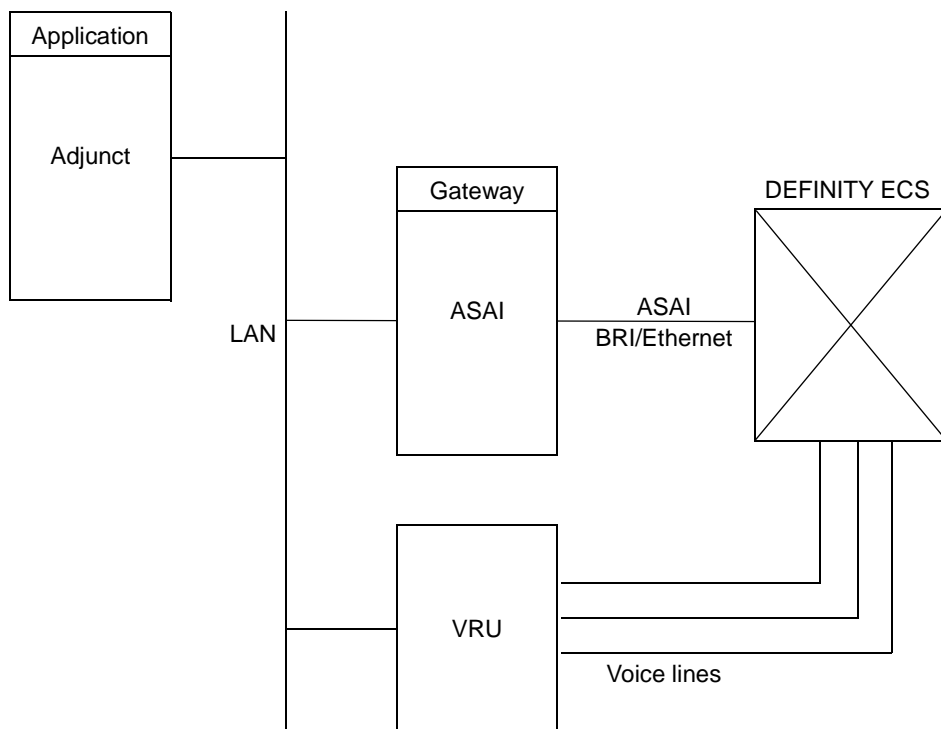 Application
Adjunct
Gateway
DEFINITY ECS
ASAI
ASAI
BRI/Ethernet
LAN
VRU
Voice lines